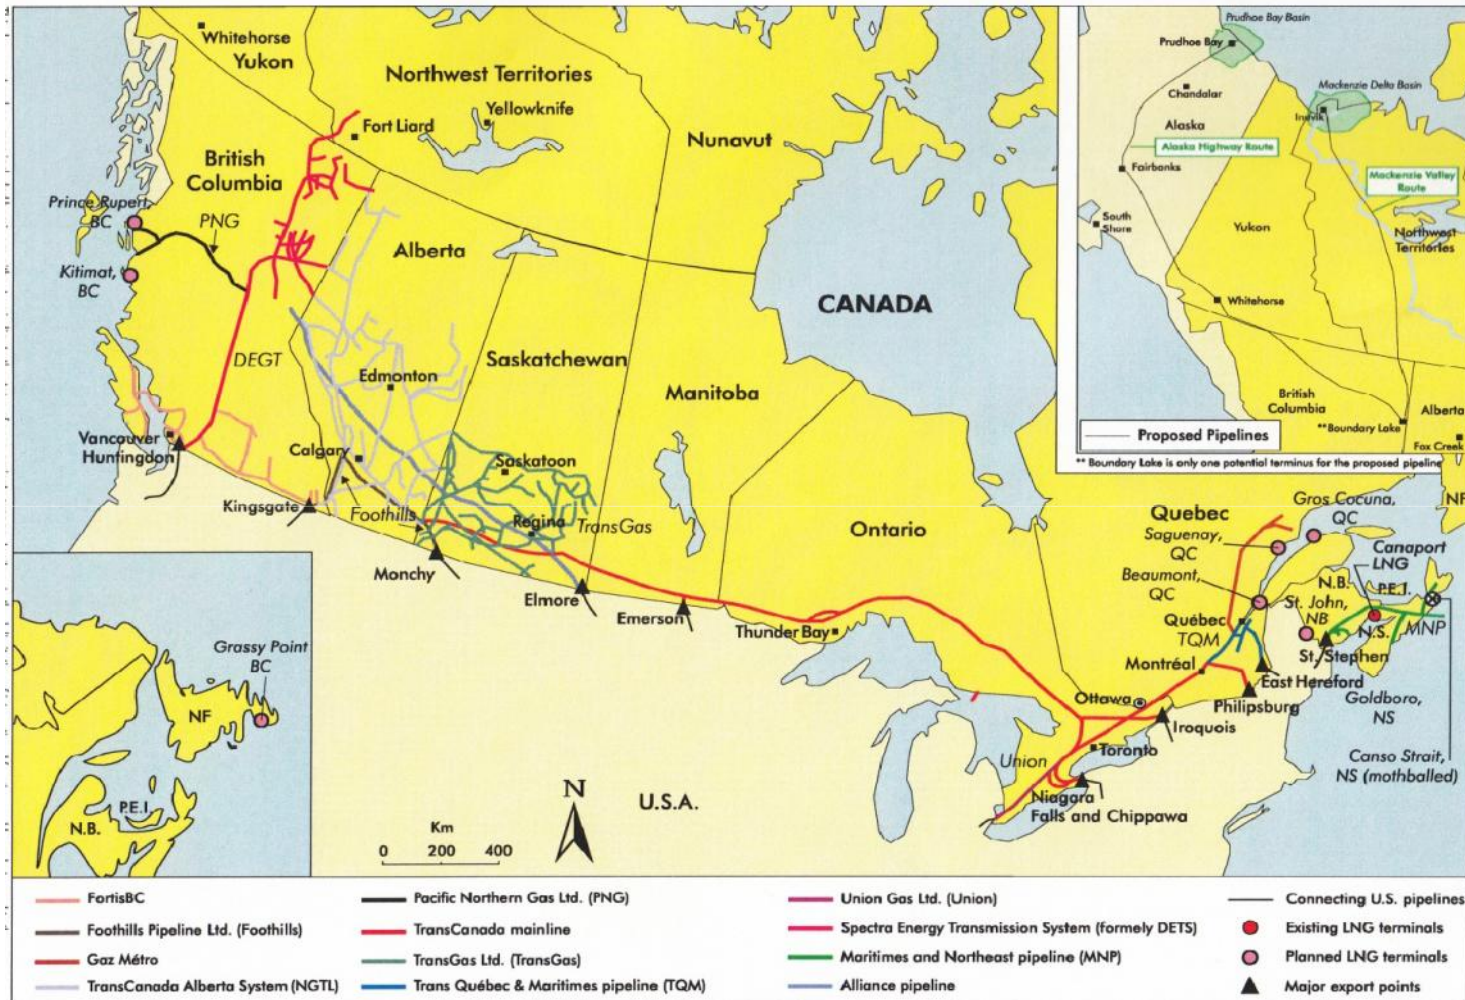 Whitehorse
Yukon
Northwest Territories
Yellowknife
Fort Liard
Nunavut
British
Columbia
Prince Rupert,
BC
PNG
Kitimat,
BC
Alberta
CANADA
DEGT
Edmonton
Saskatchewan
Manitoba
Vancouver
Huntingdon
Calgary
Saskatoon
Kingsgate
Foothills
Regina
TransGas
Ontario
Monchy
Elmore
Emerson
Thunder Bay
Quebec
Gros Cocuna,
QC
Saguenay,
QC
Canaport
LNG
Beaumont,
QC
N.B.
P.E.I.
St. John,
NB
Québec
TQM
N.S.
MNP
St. Stephen
Montréal
East Hereford
Ottawa
Philipsburg
Goldboro,
NS
Iroquois
Toronto
Union
Canso Strait,
NS (mothballed)
Niagara
Falls and Chippawa
U.S.A.
N
Km
0 200 400
Prudhoe Bay Basin
Prudhoe Bay
Chandalar
Mackenzie Delta Basin
Inuvik
Alaska
Alaska Highway Route
Fairbanks
Mackenzie Valley
Route
South
Shore
Yukon
Northwest
Territories
Whitehorse
British
Columbia
Alberta
**Boundary Lake
Fox Creek
Proposed Pipelines
** Boundary Lake is only one potential terminus for the proposed pipeline
NF
Grassy Point
BC
NF
P.E.I.
N.B.
FortisBC
Foothills Pipeline Ltd. (Foothills)
Gaz Métro
TransCanada Alberta System (NGTL)
Pacific Northern Gas Ltd. (PNG)
TransCanada mainline
TransGas Ltd. (TransGas)
Trans Québec & Maritimes pipeline (TQM)
Union Gas Ltd. (Union)
Spectra Energy Transmission System (formely DETS)
Maritimes and Northeast pipeline (MNP)
Alliance pipeline
Connecting U.S. pipelines
Existing LNG terminals
Planned LNG terminals
Major export points